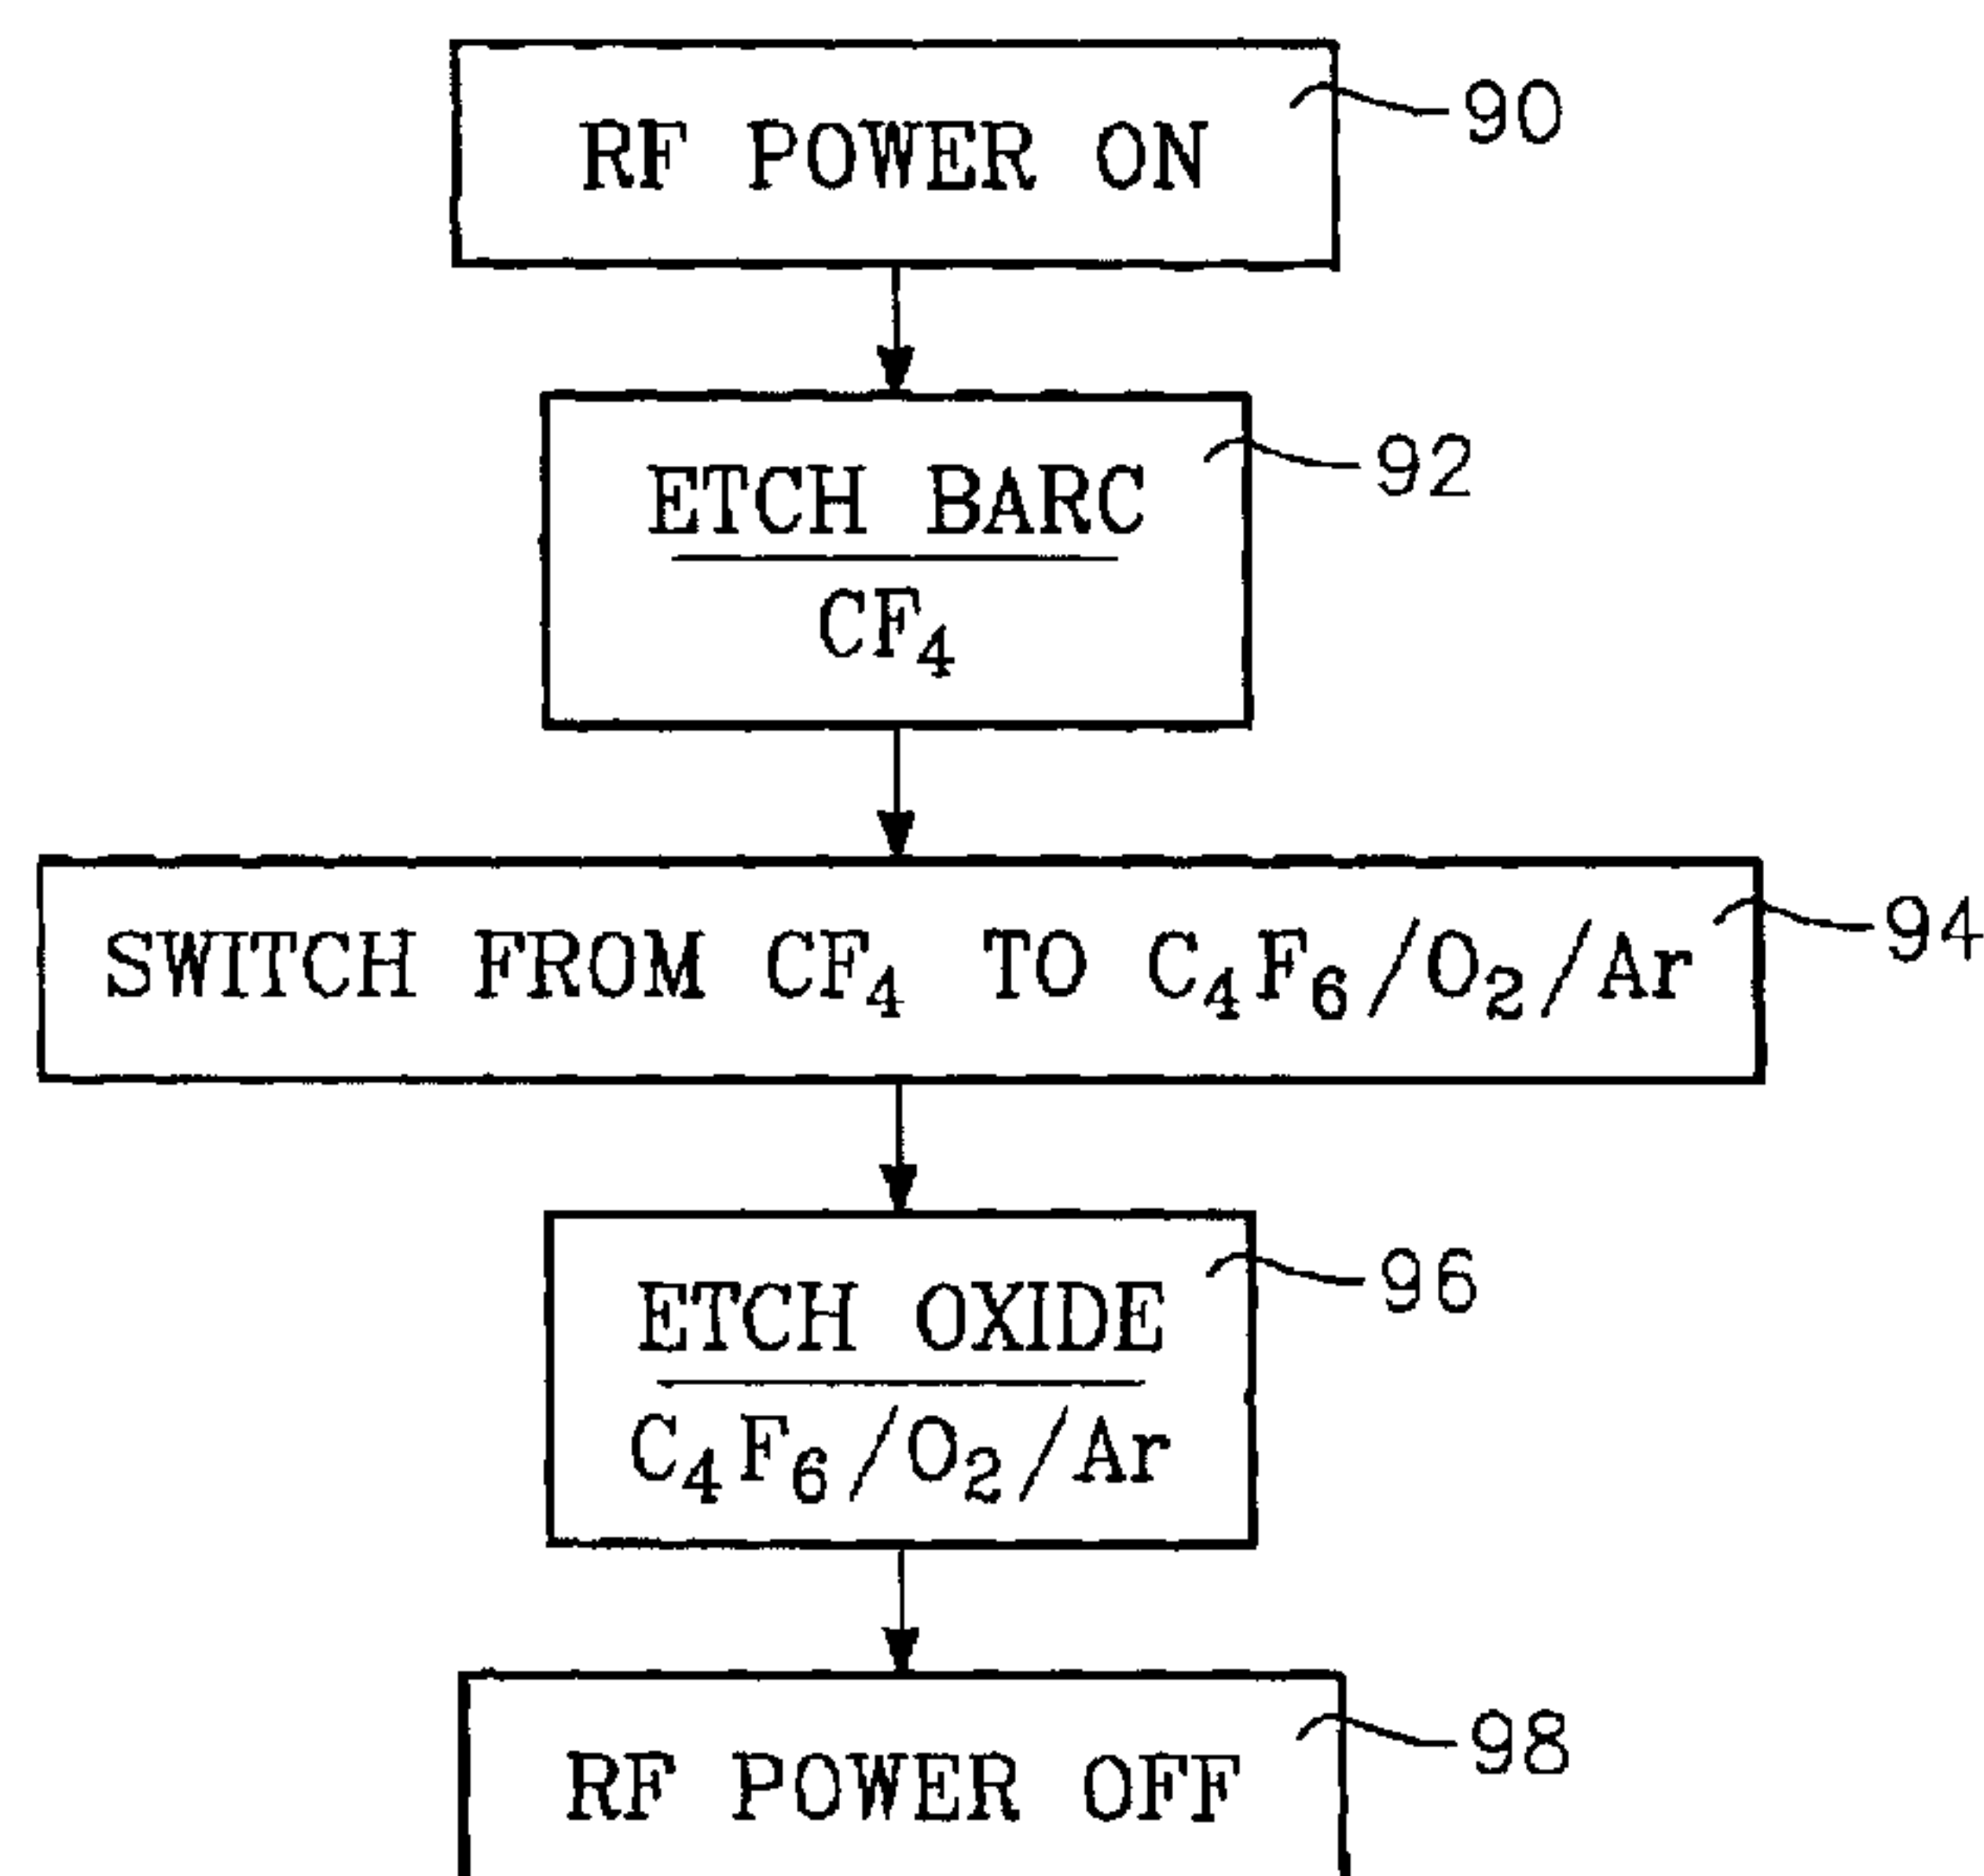 RF POWER ON
90
ETCH BARC
92
CF₄
SWITCH FROM CF₄ TO C₄F₆/O₂/Ar
94
ETCH OXIDE
96
C₄F₆/O₂/Ar
RF POWER OFF
98